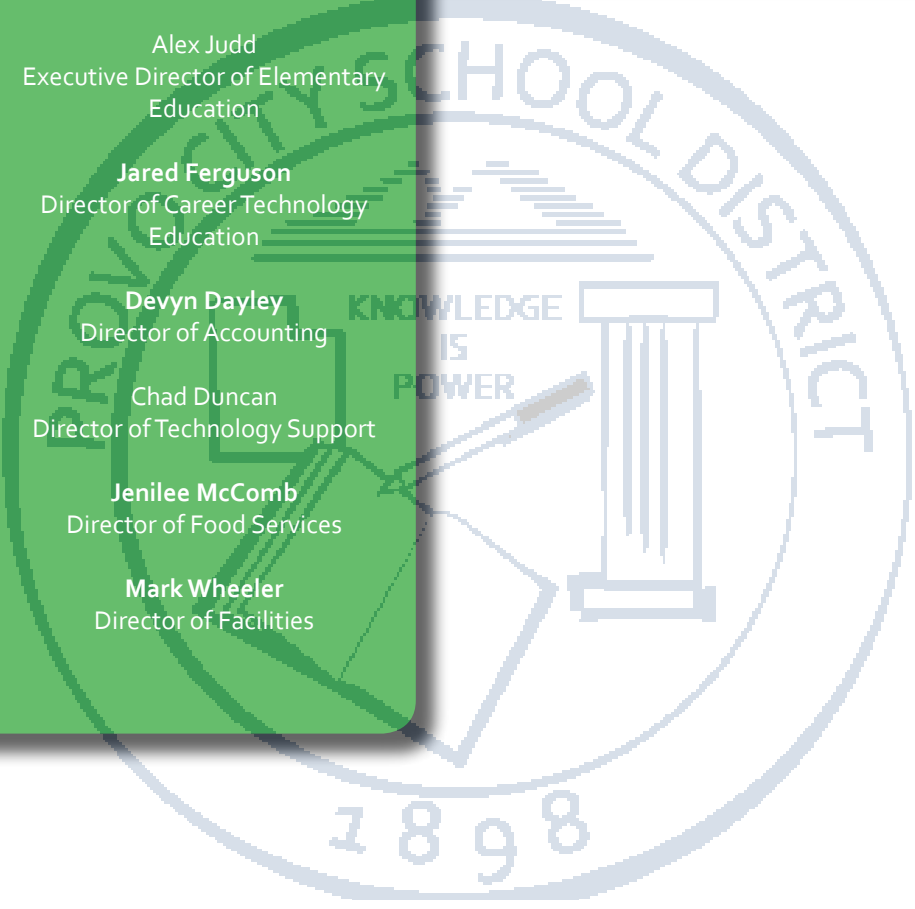 Alex Judd
Executive Director of Elementary
Education
Jared Ferguson
Director of Career Technology
Education
Devyn Dayley
Director of Accounting
Chad Duncan
Director of Technology Support
Jenilee McComb
Director of Food Services
Mark Wheeler
Director of Facilities
PROVO CITY SCHOOL DISTRICT
KNOWLEDGE
IS
POWER
1898